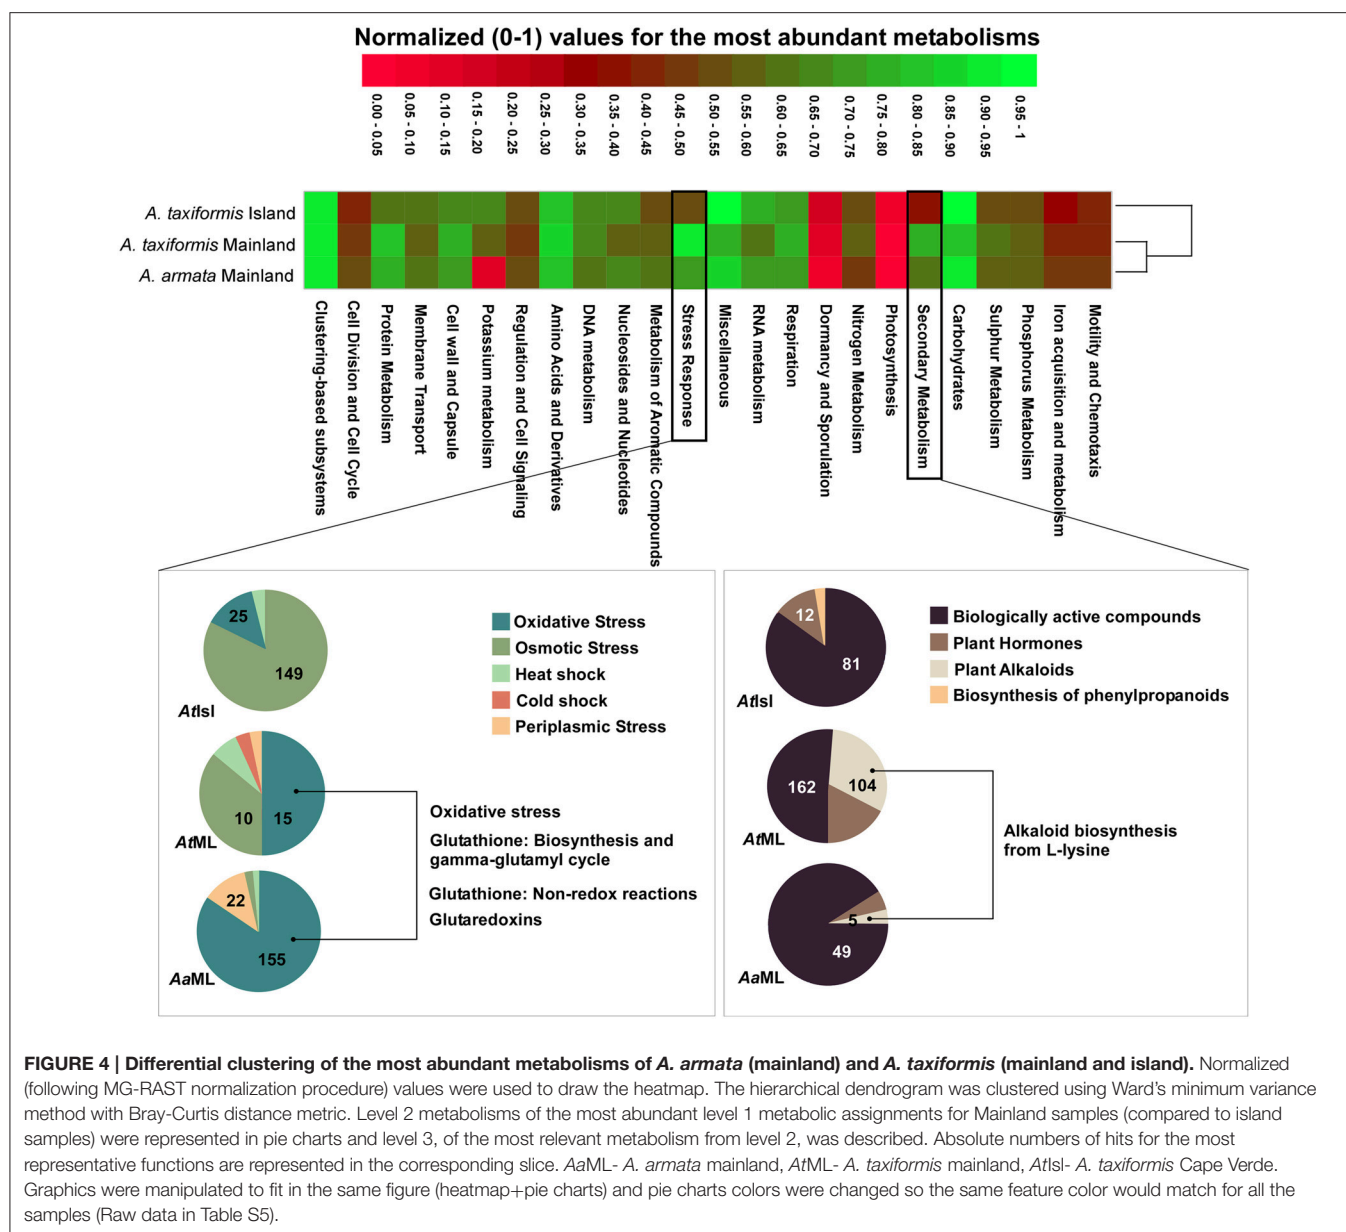 Normalized (0-1) values for the most abundant metabolisms
0.00 - 0.05
0.05 - 0.10
0.10 - 0.15
0.15 - 0.20
0.20 - 0.25
0.25 - 0.30
0.30 - 0.35
0.35 - 0.40
0.40 - 0.45
0.45 - 0.50
0.50 - 0.55
0.55 - 0.60
0.60 - 0.65
0.65 - 0.70
0.70 - 0.75
0.75 - 0.80
0.80 - 0.85
0.85 - 0.90
0.90 - 0.95
0.95 - 1
A. taxiformis Island
A. taxiformis Mainland
A. armata Mainland
Clustering-based subsystems
Cell Division and Cell Cycle
Protein Metabolism
Membrane Transport
Cell wall and Capsule
Potassium metabolism
Regulation and Cell Signaling
Amino Acids and Derivatives
DNA metabolism
Nucleosides and Nucleotides
Metabolism of Aromatic Compounds
Stress Response
Miscellaneous
RNA metabolism
Respiration
Dormancy and Sporulation
Nitrogen Metabolism
Photosynthesis
Secondary Metabolism
Carbohydrates
Sulphur Metabolism
Phosphorus Metabolism
Iron acquisition and metabolism
Motility and Chemotaxis
25
149
AtIsl
10
15
AtML
22
155
AaML
Oxidative Stress
Osmotic Stress
Heat shock
Cold shock
Periplasmic Stress
Oxidative stress
Glutathione: Biosynthesis and
gamma-glutamyl cycle
Glutathione: Non-redox reactions
Glutaredoxins
12
81
AtIsl
162
104
AtML
5
49
AaML
Biologically active compounds
Plant Hormones
Plant Alkaloids
Biosynthesis of phenylpropanoids
Alkaloid biosynthesis
from L-lysine
FIGURE 4 | Differential clustering of the most abundant metabolisms of A. armata (mainland) and A. taxiformis (mainland and island). Normalized
(following MG-RAST normalization procedure) values were used to draw the heatmap. The hierarchical dendrogram was clustered using Ward's minimum variance
method with Bray-Curtis distance metric. Level 2 metabolisms of the most abundant level 1 metabolic assignments for Mainland samples (compared to island
samples) were represented in pie charts and level 3, of the most relevant metabolism from level 2, was described. Absolute numbers of hits for the most
representative functions are represented in the corresponding slice. AaML- A. armata mainland, AtML- A. taxiformis mainland, AtIsl- A. taxiformis Cape Verde.
Graphics were manipulated to fit in the same figure (heatmap+pie charts) and pie charts colors were changed so the same feature color would match for all the
samples (Raw data in Table S5).